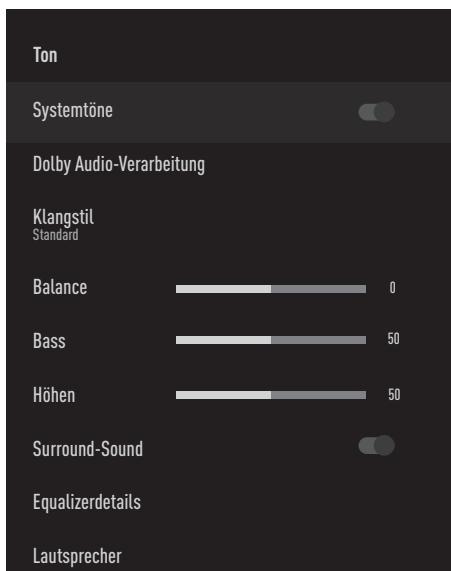 Ton
Systemtöne
Dolby Audio-Verarbeitung
Klangstil
Standard
Balance 0
Bass 50
Höhen 50
Surround-Sound
Equalizerdetails
Lautsprecher